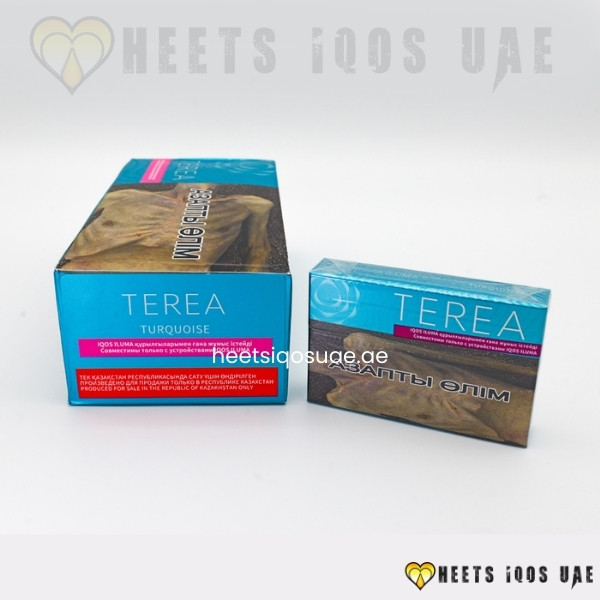 HEETS iQOS UAE
TEREA
АЗАПТЫ ӨЛІМ
TEREA
TURQUOISE
IQOS ILUMA құрылғыларымен ғана жұмыс істейді
Совместимы только с устройствами IQOS ILUMA
ТЕК ҚАЗАҚСТАН РЕСПУБЛИКАСЫНДА САТУ ҮШІН ӨНДІРІЛГЕН
ПРОИЗВЕДЕНО ДЛЯ ПРОДАЖИ ТОЛЬКО В РЕСПУБЛИКЕ КАЗАХСТАН
PRODUCED FOR SALE IN THE REPUBLIC OF KAZAKHSTAN ONLY
heetsiqosuae.ae
TEREA
IQOS ILUMA құрылғыларымен ғана жұмыс істейді
Совместимы только с устройствами IQOS ILUMA
АЗАПТЫ ӨЛІМ
HEETS iQOS UAE